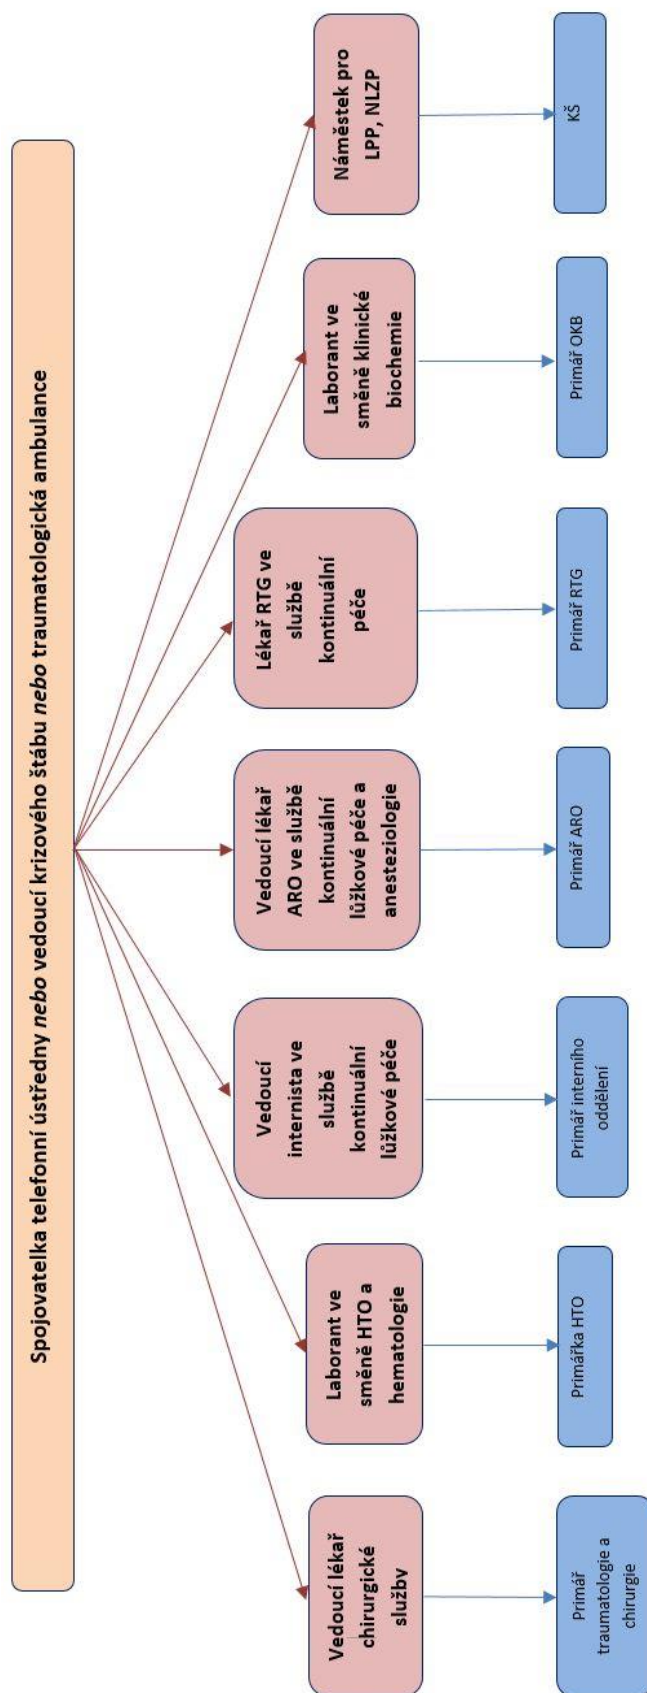 Spojovatelka telefonní ústředny nebo vedoucí krizového štábu nebo traumatologická ambulance
Vedoucí lékař
chirurgické
služby
Laborant ve
směně HTO a
hematologie
Vedoucí
internista ve
službě
kontinuální
lůžkové péče
Vedoucí lékař
ARO ve službě
kontinuální
lůžkové péče a
anesteziologie
Lékař RTG ve
službě
kontinuální
péče
Laborant ve
směně klinické
biochemie
Náměstek pro
LPP, NLZP
Primář
traumatologie a
chirurgie
Primářka HTO
Primář interního
oddělení
Primář ARO
Primář RTG
Primář OKB
KŠ